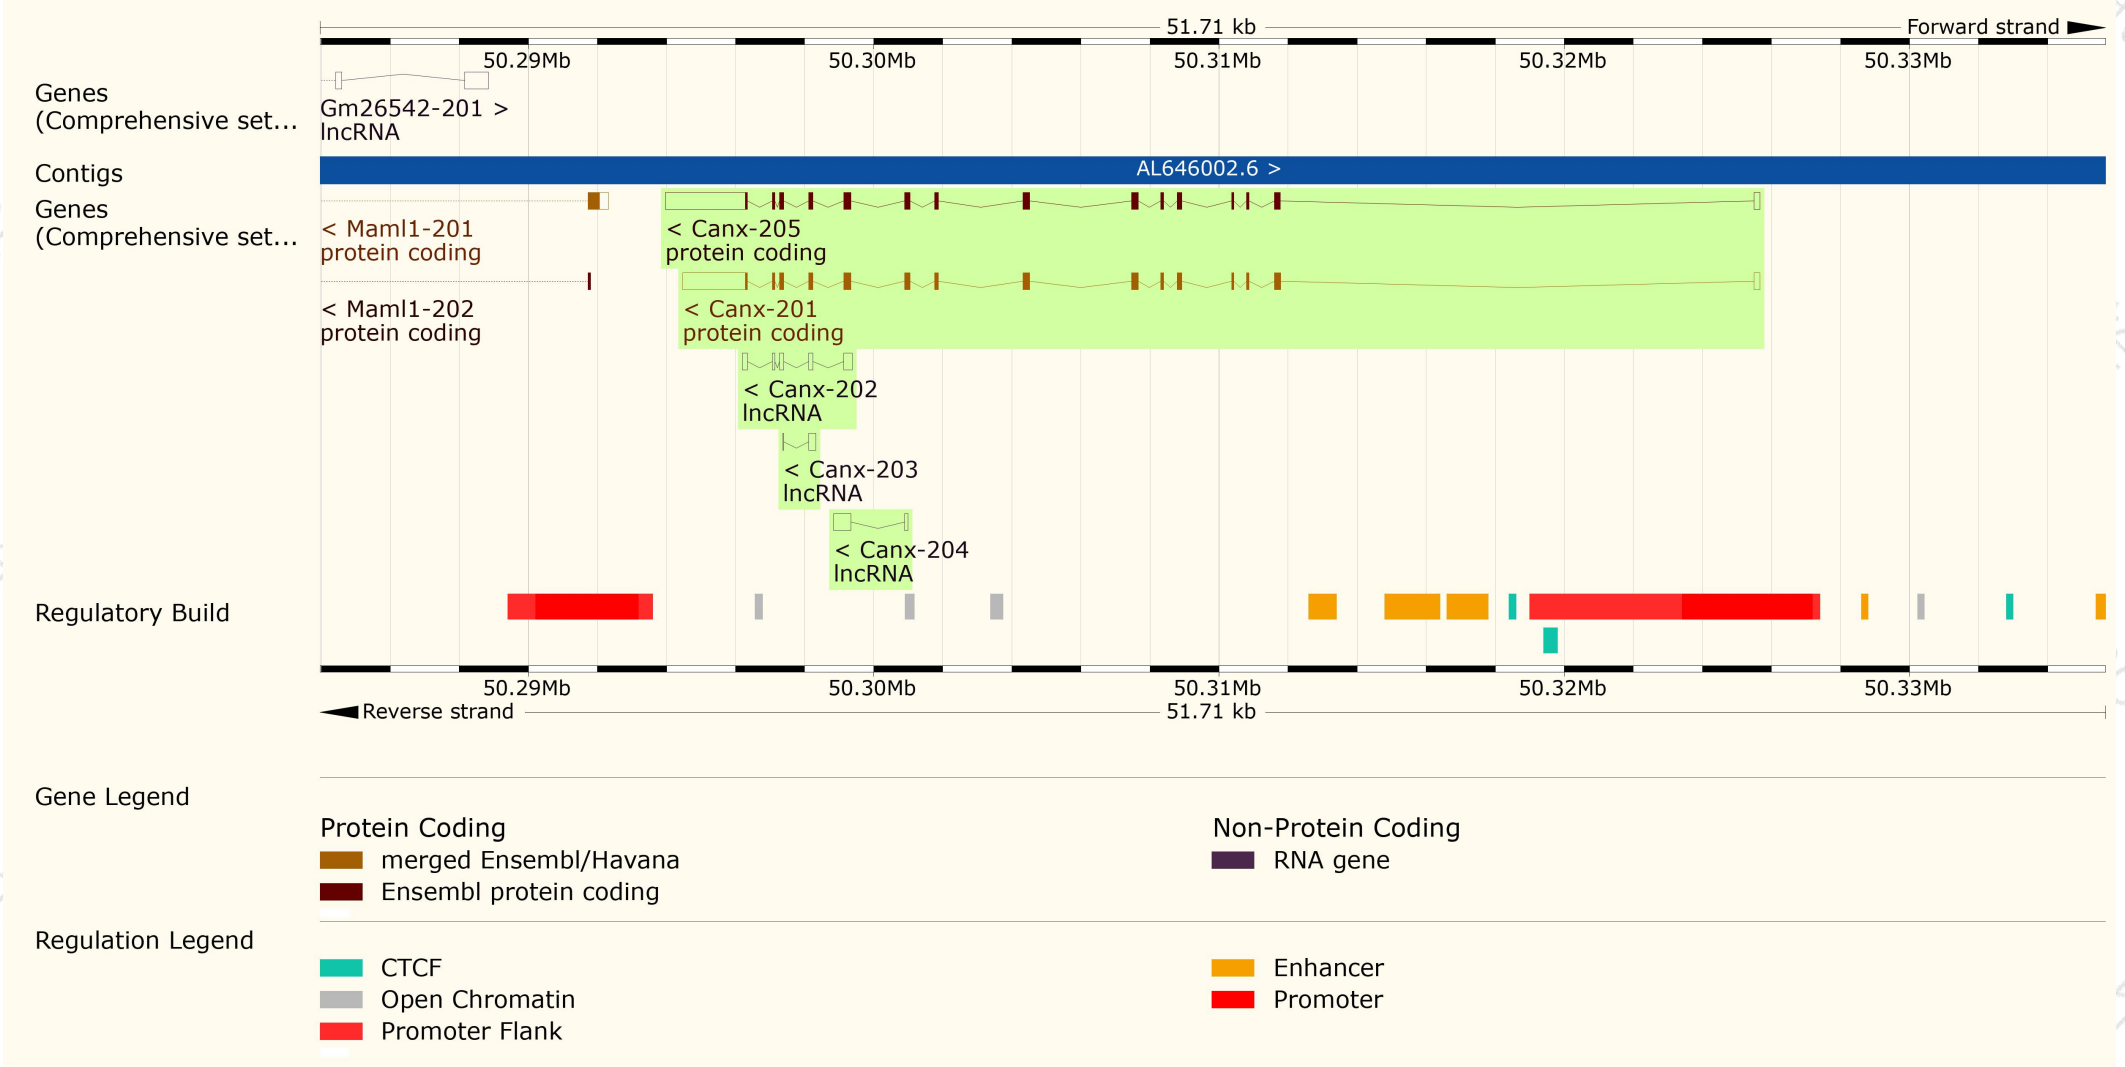 51.71 kb
Forward strand
50.29Mb 50.30Mb 50.31Mb 50.32Mb 50.33Mb
Genes
(Comprehensive set...
Gm26542-201 >
lncRNA
Contigs
AL646002.6 >
Genes
(Comprehensive set...
< Maml1-201
protein coding
< Canx-205
protein coding
< Maml1-202
protein coding
< Canx-201
protein coding
< Canx-202
lncRNA
< Canx-203
lncRNA
< Canx-204
lncRNA
Regulatory Build
50.29Mb 50.30Mb 50.31Mb 50.32Mb 50.33Mb
Reverse strand
51.71 kb
Gene Legend
Protein Coding
merged Ensembl/Havana
Ensembl protein coding
Non-Protein Coding
RNA gene
Regulation Legend
CTCF
Open Chromatin
Promoter Flank
Enhancer
Promoter